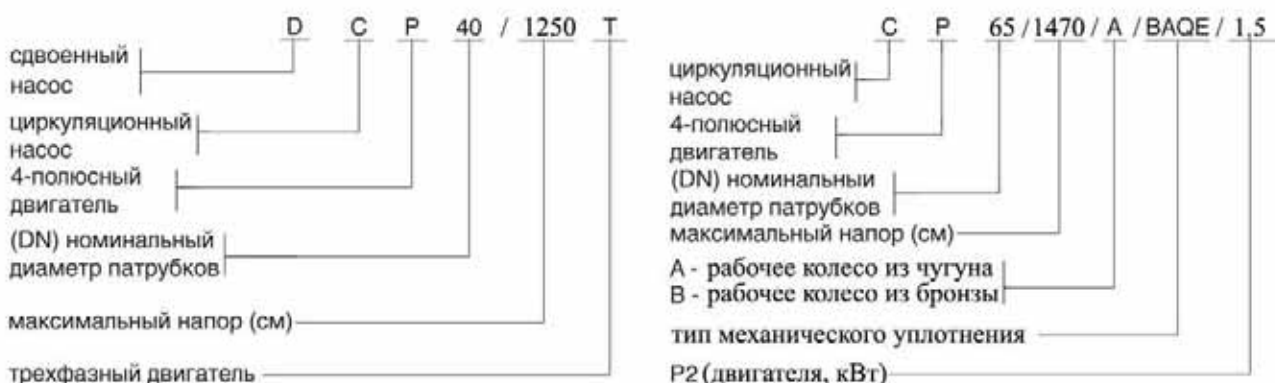 D C P 40 / 1250 T
сдвоенный
насос
циркуляционный
насос
4-полюсный
двигатель
(DN) номинальный
диаметр патрубков
максимальный напор (см)
трехфазный двигатель
C P 65 / 1470 / A / BAQE / 1,5
циркуляционный
насос
4-полюсный
двигатель
(DN) номинальныи
диаметр патрубков
максимальный напор (см)
A - рабочее колесо из чугуна
B - рабочее колесо из бронзы
тип механического уплотнения
P2 (двигателя, кВт)